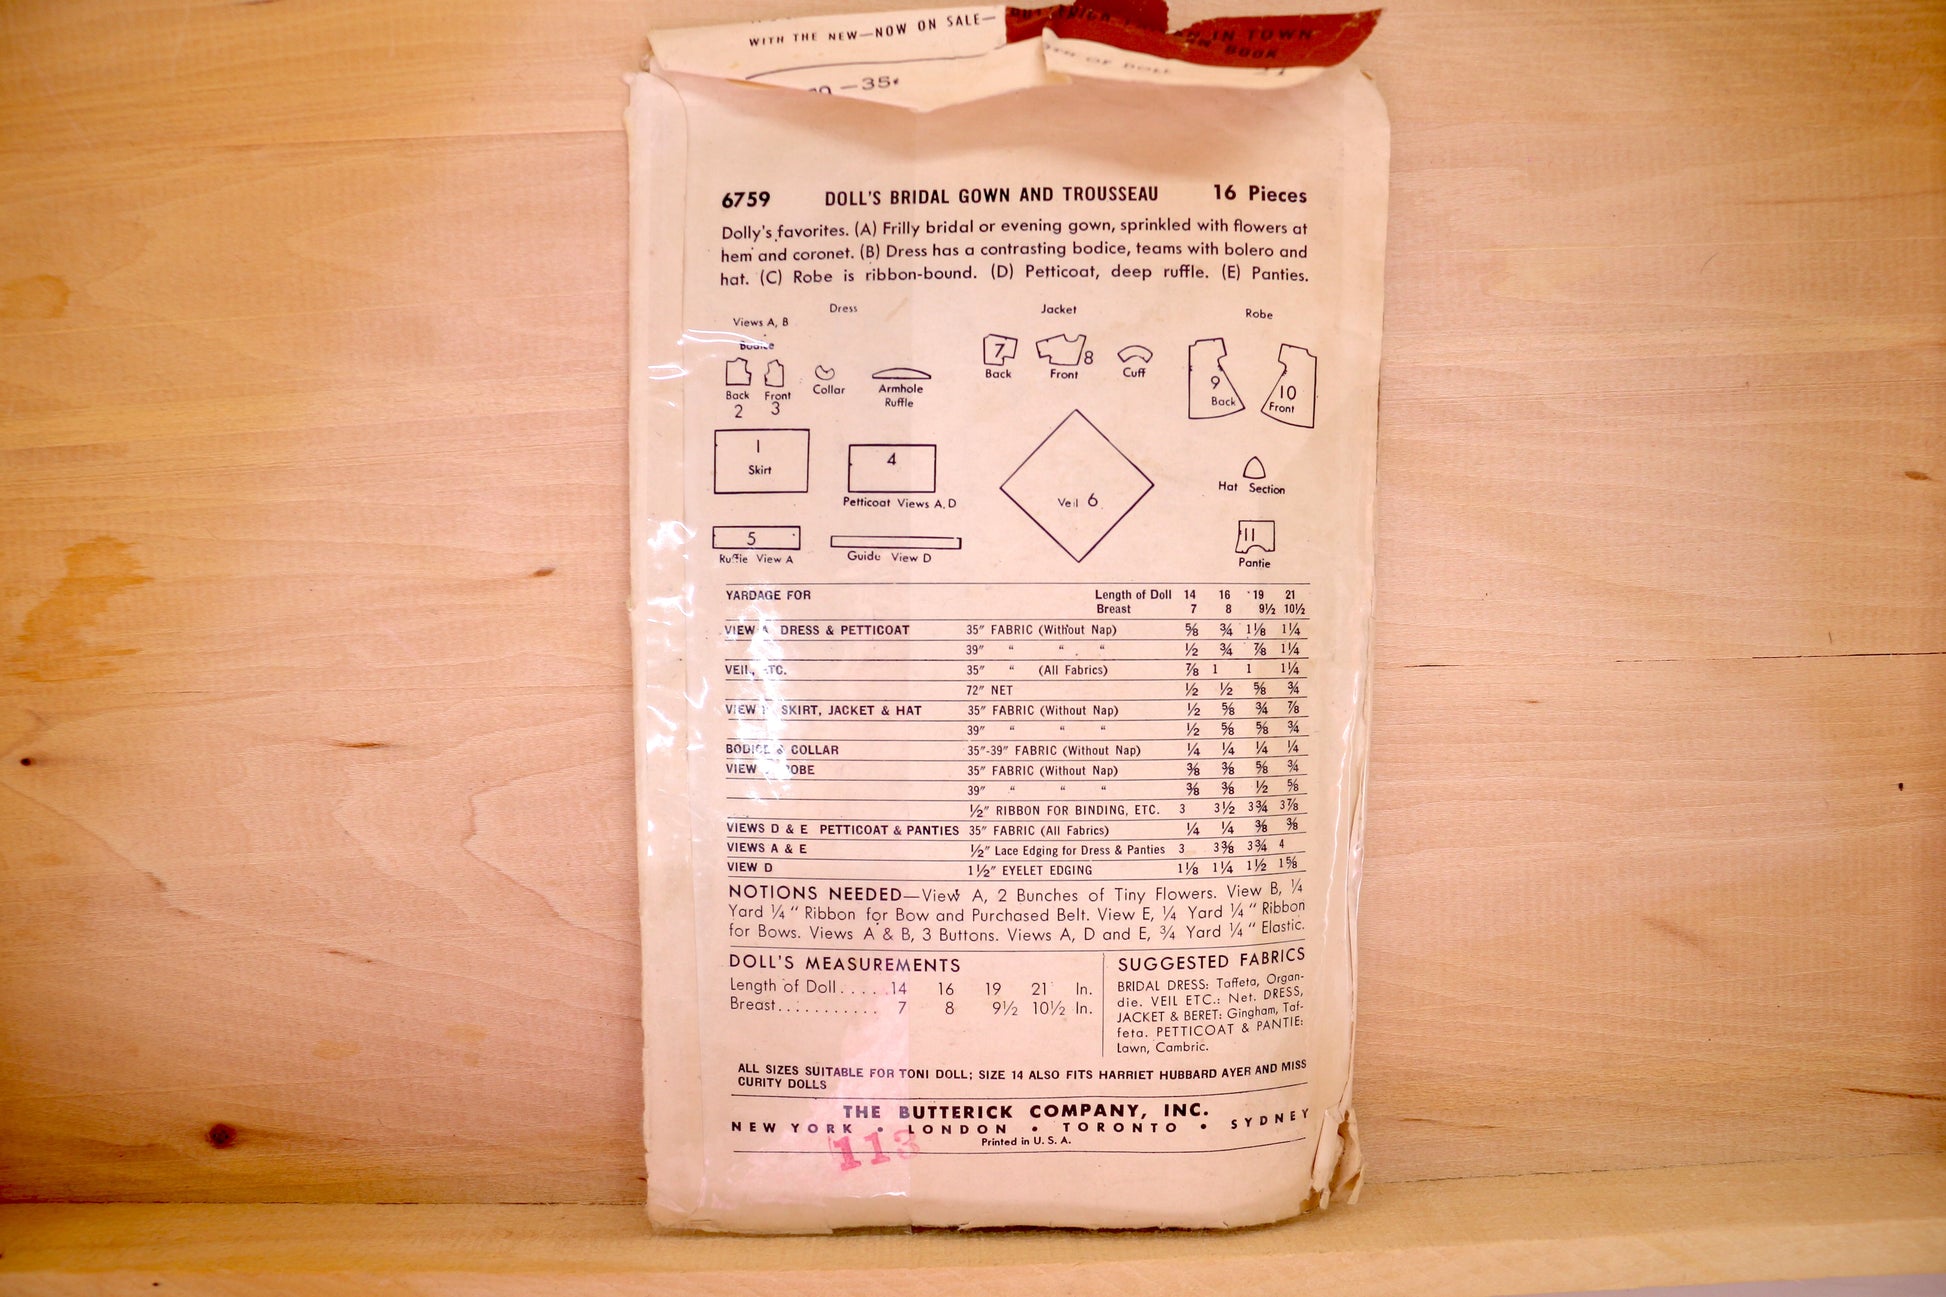 WITH THE NEW—NOW ON SALE—
IN TOWN
BOOK
OF DOLL
—35¢
6759 DOLL'S BRIDAL GOWN AND TROUSSEAU 16 Pieces
Dolly's favorites. (A) Frilly bridal or evening gown, sprinkled with flowers at
hem and coronet. (B) Dress has a contrasting bodice, teams with bolero and
hat. (C) Robe is ribbon-bound. (D) Petticoat, deep ruffle. (E) Panties.
Dress Jacket Robe
Views A, B
Bodice
7 8
Back Front Cuff
Back Front Collar Armhole
Ruffle
2 3
9 10
Back Front
1 4
Skirt
Petticoat Views A, D
Veil 6
Hat Section
5 11
Ruffle View A Guide View D Pantie
YARDAGE FOR Length of Doll 14 16 19 21
Breast 7 8 9½ 10½
VIEW A DRESS & PETTICOAT 35" FABRIC (Without Nap) ⅝ ¾ 1⅛ 1¼
39" " " " ½ ¾ ⅞ 1¼
VEIL, ETC. 35" " (All Fabrics) ⅞ 1 1 1¼
72" NET ½ ½ ⅝ ¾
VIEW SKIRT, JACKET & HAT 35" FABRIC (Without Nap) ½ ⅝ ¾ ⅞
39" " " " ½ ⅝ ⅝ ¾
BODICE & COLLAR 35"-39" FABRIC (Without Nap) ¼ ¼ ¼ ¼
VIEW ROBE 35" FABRIC (Without Nap) ⅜ ⅜ ⅝ ¾
39" " " " ⅜ ⅜ ½ ⅝
½" RIBBON FOR BINDING, ETC. 3 3½ 3¾ 3⅞
VIEWS D & E PETTICOAT & PANTIES 35" FABRIC (All Fabrics) ¼ ¼ ⅜ ⅜
VIEWS A & E ½" Lace Edging for Dress & Panties 3 3⅜ 3¾ 4
VIEW D 1½" EYELET EDGING 1⅛ 1¼ 1½ 1⅝
NOTIONS NEEDED—View A, 2 Bunches of Tiny Flowers. View B, ¼
Yard ¼" Ribbon for Bow and Purchased Belt. View E, ¼ Yard ¼" Ribbon
for Bows. Views A & B, 3 Buttons. Views A, D and E, ¾ Yard ¼" Elastic.
DOLL'S MEASUREMENTS
Length of Doll.....14 16 19 21 In.
Breast........... 7 8 9½ 10½ In.
SUGGESTED FABRICS
BRIDAL DRESS: Taffeta, Organ-
die. VEIL ETC.: Net. DRESS,
JACKET & BERET: Gingham, Taf-
feta. PETTICOAT & PANTIE:
Lawn, Cambric.
ALL SIZES SUITABLE FOR TONI DOLL; SIZE 14 ALSO FITS HARRIET HUBBARD AYER AND MISS
CURITY DOLLS
THE BUTTERICK COMPANY, INC.
NEW YORK • LONDON • TORONTO • SYDNEY
Printed in U. S. A.
113